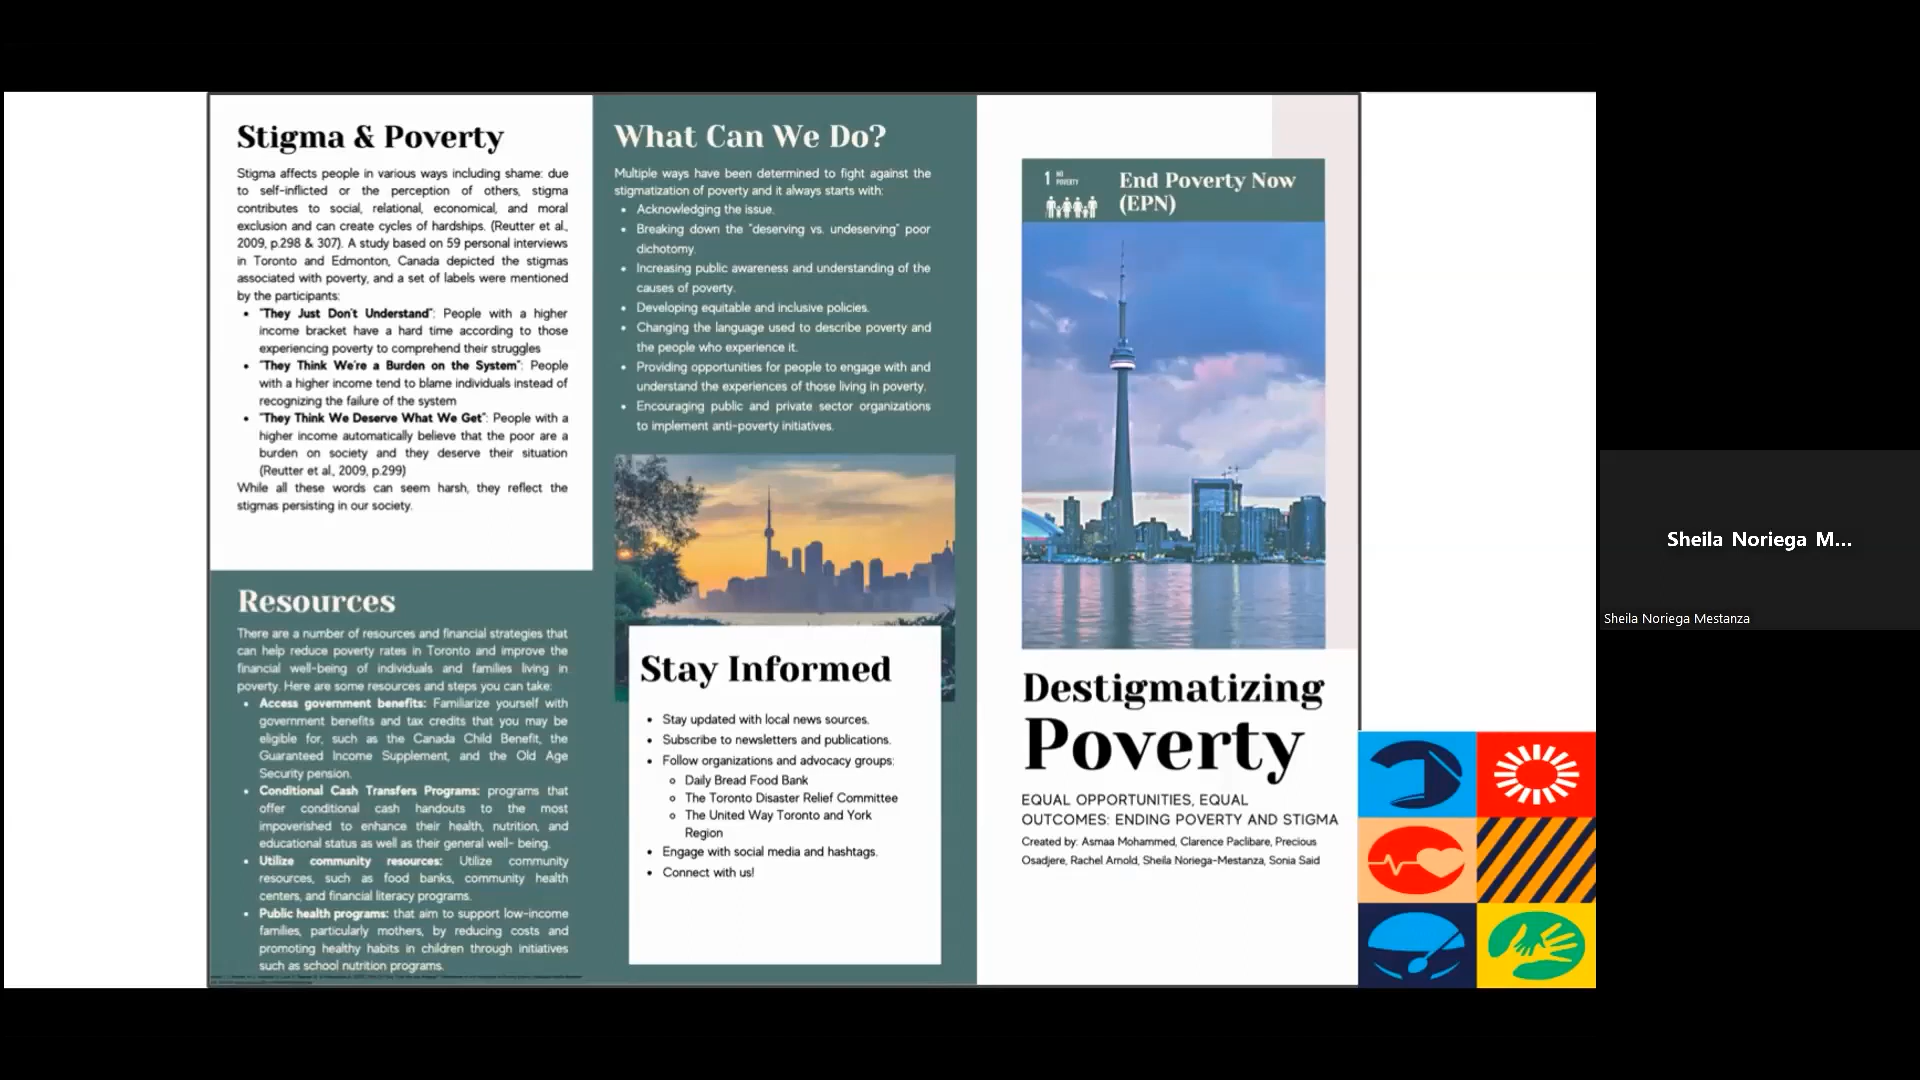 Stigma & Poverty
Stigma affects people in various ways including shame: due
to self-inflicted or the perception of others, stigma
contributes to social, relational, economical, and moral
exclusion and can create cycles of hardships. (Reutter et al.,
2009, p.298 & 307). A study based on 59 personal interviews
in Toronto and Edmonton, Canada depicted the stigmas
associated with poverty, and a set of labels were mentioned
by the participants:
• "They Just Don't Understand": People with a higher
income bracket have a hard time according to those
experiencing poverty to comprehend their struggles
• "They Think We're a Burden on the System": People
with a higher income tend to blame individuals instead of
recognizing the failure of the system
• "They Think We Deserve What We Get": People with a
higher income automatically believe that the poor are a
burden on society and they deserve their situation
(Reutter et al., 2009, p.299)
While all these words can seem harsh, they reflect the
stigmas persisting in our society.
Resources
There are a number of resources and financial strategies that
can help reduce poverty rates in Toronto and improve the
financial well-being of individuals and families living in
poverty. Here are some resources and steps you can take:
• Access government benefits: Familiarize yourself with
government benefits and tax credits that you may be
eligible for, such as the Canada Child Benefit, the
Guaranteed Income Supplement, and the Old Age
Security pension.
• Conditional Cash Transfers Programs: programs that
offer conditional cash handouts to the most
impoverished to enhance their health, nutrition, and
educational status as well as their general well- being.
• Utilize community resources: Utilize community
resources, such as food banks, community health
centers, and financial literacy programs.
• Public health programs: that aim to support low-income
families, particularly mothers, by reducing costs and
promoting healthy habits in children through initiatives
such as school nutrition programs.
What Can We Do?
Multiple ways have been determined to fight against the
stigmatization of poverty and it always starts with:
• Acknowledging the issue.
• Breaking down the "deserving vs. undeserving" poor
dichotomy.
• Increasing public awareness and understanding of the
causes of poverty.
• Developing equitable and inclusive policies.
• Changing the language used to describe poverty and
the people who experience it.
• Providing opportunities for people to engage with and
understand the experiences of those living in poverty.
• Encouraging public and private sector organizations
to implement anti-poverty initiatives.
Stay Informed
• Stay updated with local news sources.
• Subscribe to newsletters and publications.
• Follow organizations and advocacy groups:
◦ Daily Bread Food Bank
◦ The Toronto Disaster Relief Committee
◦ The United Way Toronto and York
Region
• Engage with social media and hashtags.
• Connect with us!
1 NO
POVERTY
End Poverty Now
(EPN)
Destigmatizing
Poverty
EQUAL OPPORTUNITIES, EQUAL
OUTCOMES: ENDING POVERTY AND STIGMA
Created by: Asmaa Mohammed, Clarence Paclibare, Precious
Osadjere, Rachel Arnold, Sheila Noriega-Mestanza, Sonia Said
Sheila Noriega M...
Sheila Noriega Mestanza